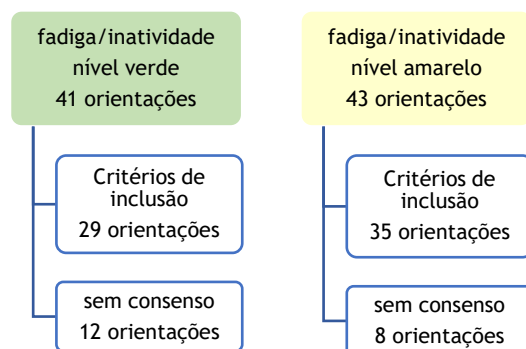 fadiga/inatividade
nível verde
41 orientações
Critérios de
inclusão
29 orientações
sem consenso
12 orientações
fadiga/inatividade
nível amarelo
43 orientações
Critérios de
inclusão
35 orientações
sem consenso
8 orientações